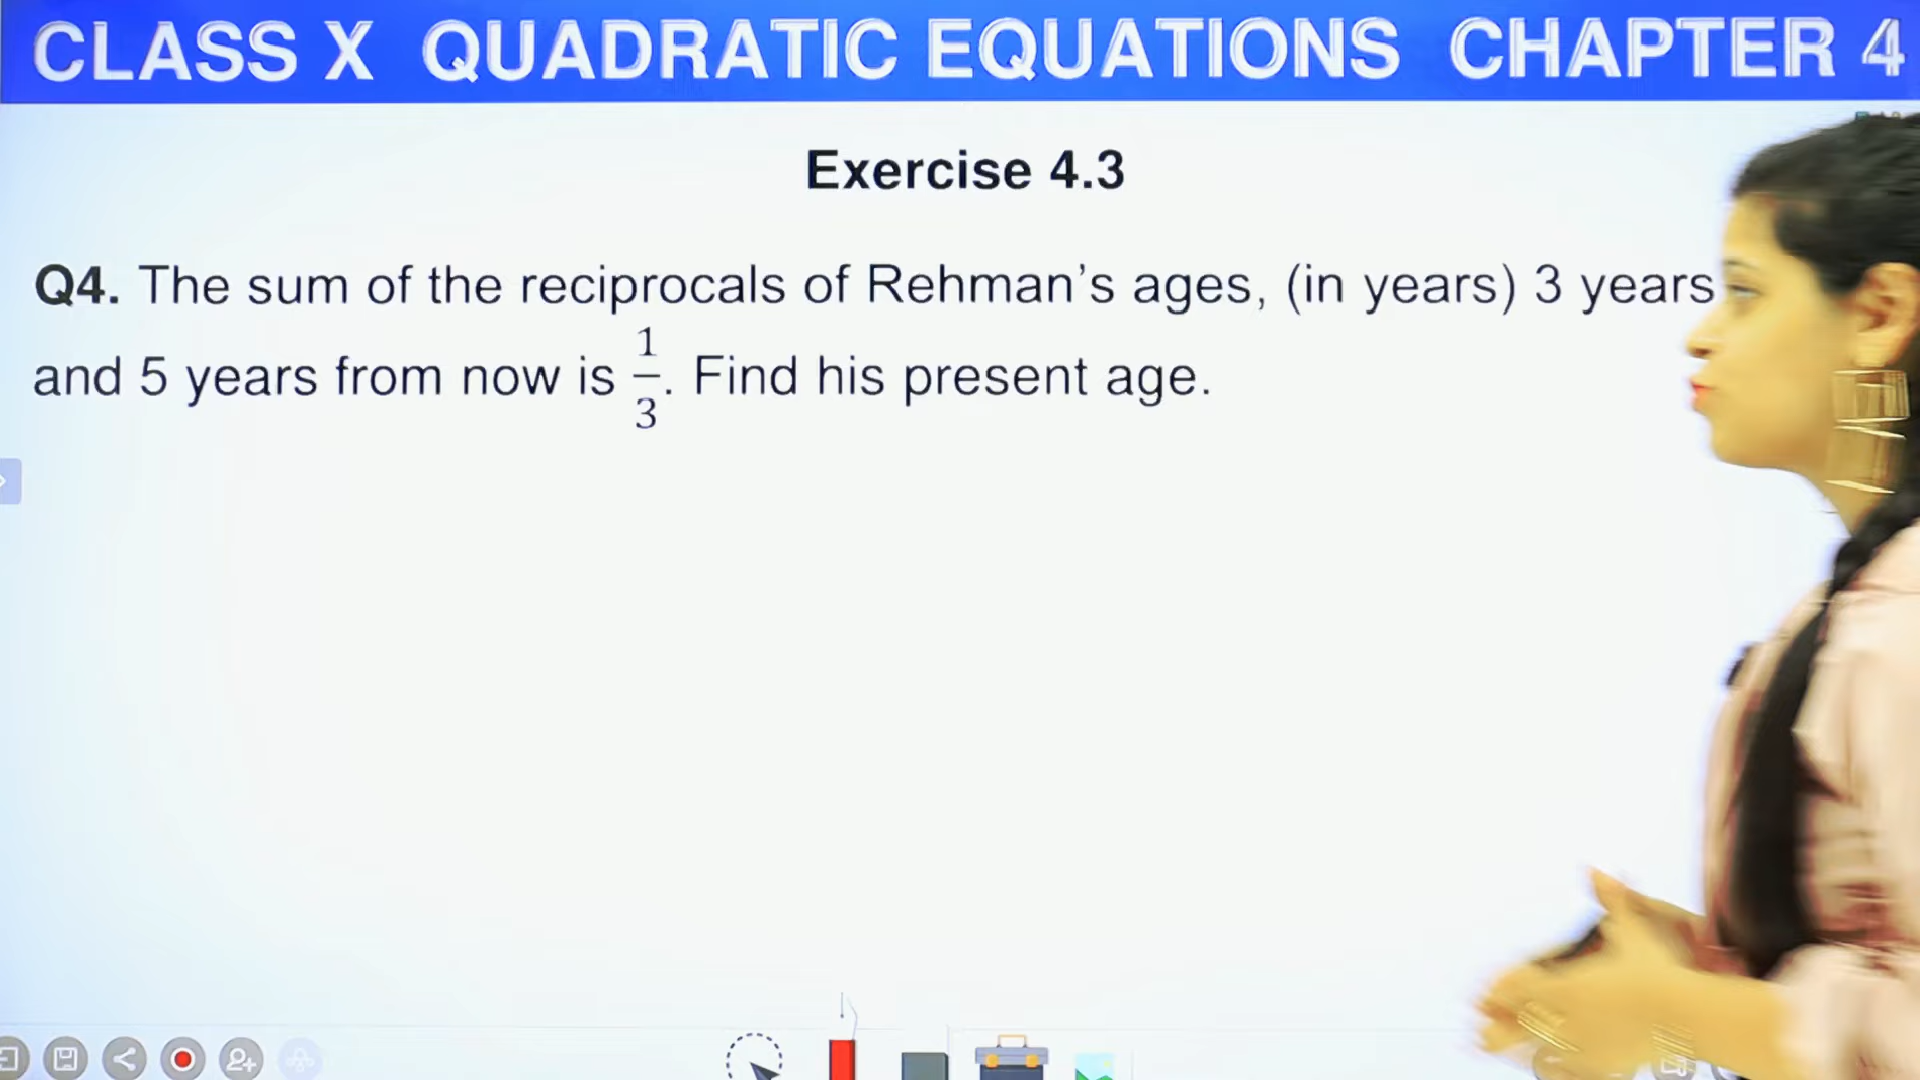 CLASS X QUADRATIC EQUATIONS CHAPTER 4
Exercise 4.3
Q4. The sum of the reciprocals of Rehman’s ages, (in years) 3 years
and 5 years from now is 1/3. Find his present age.